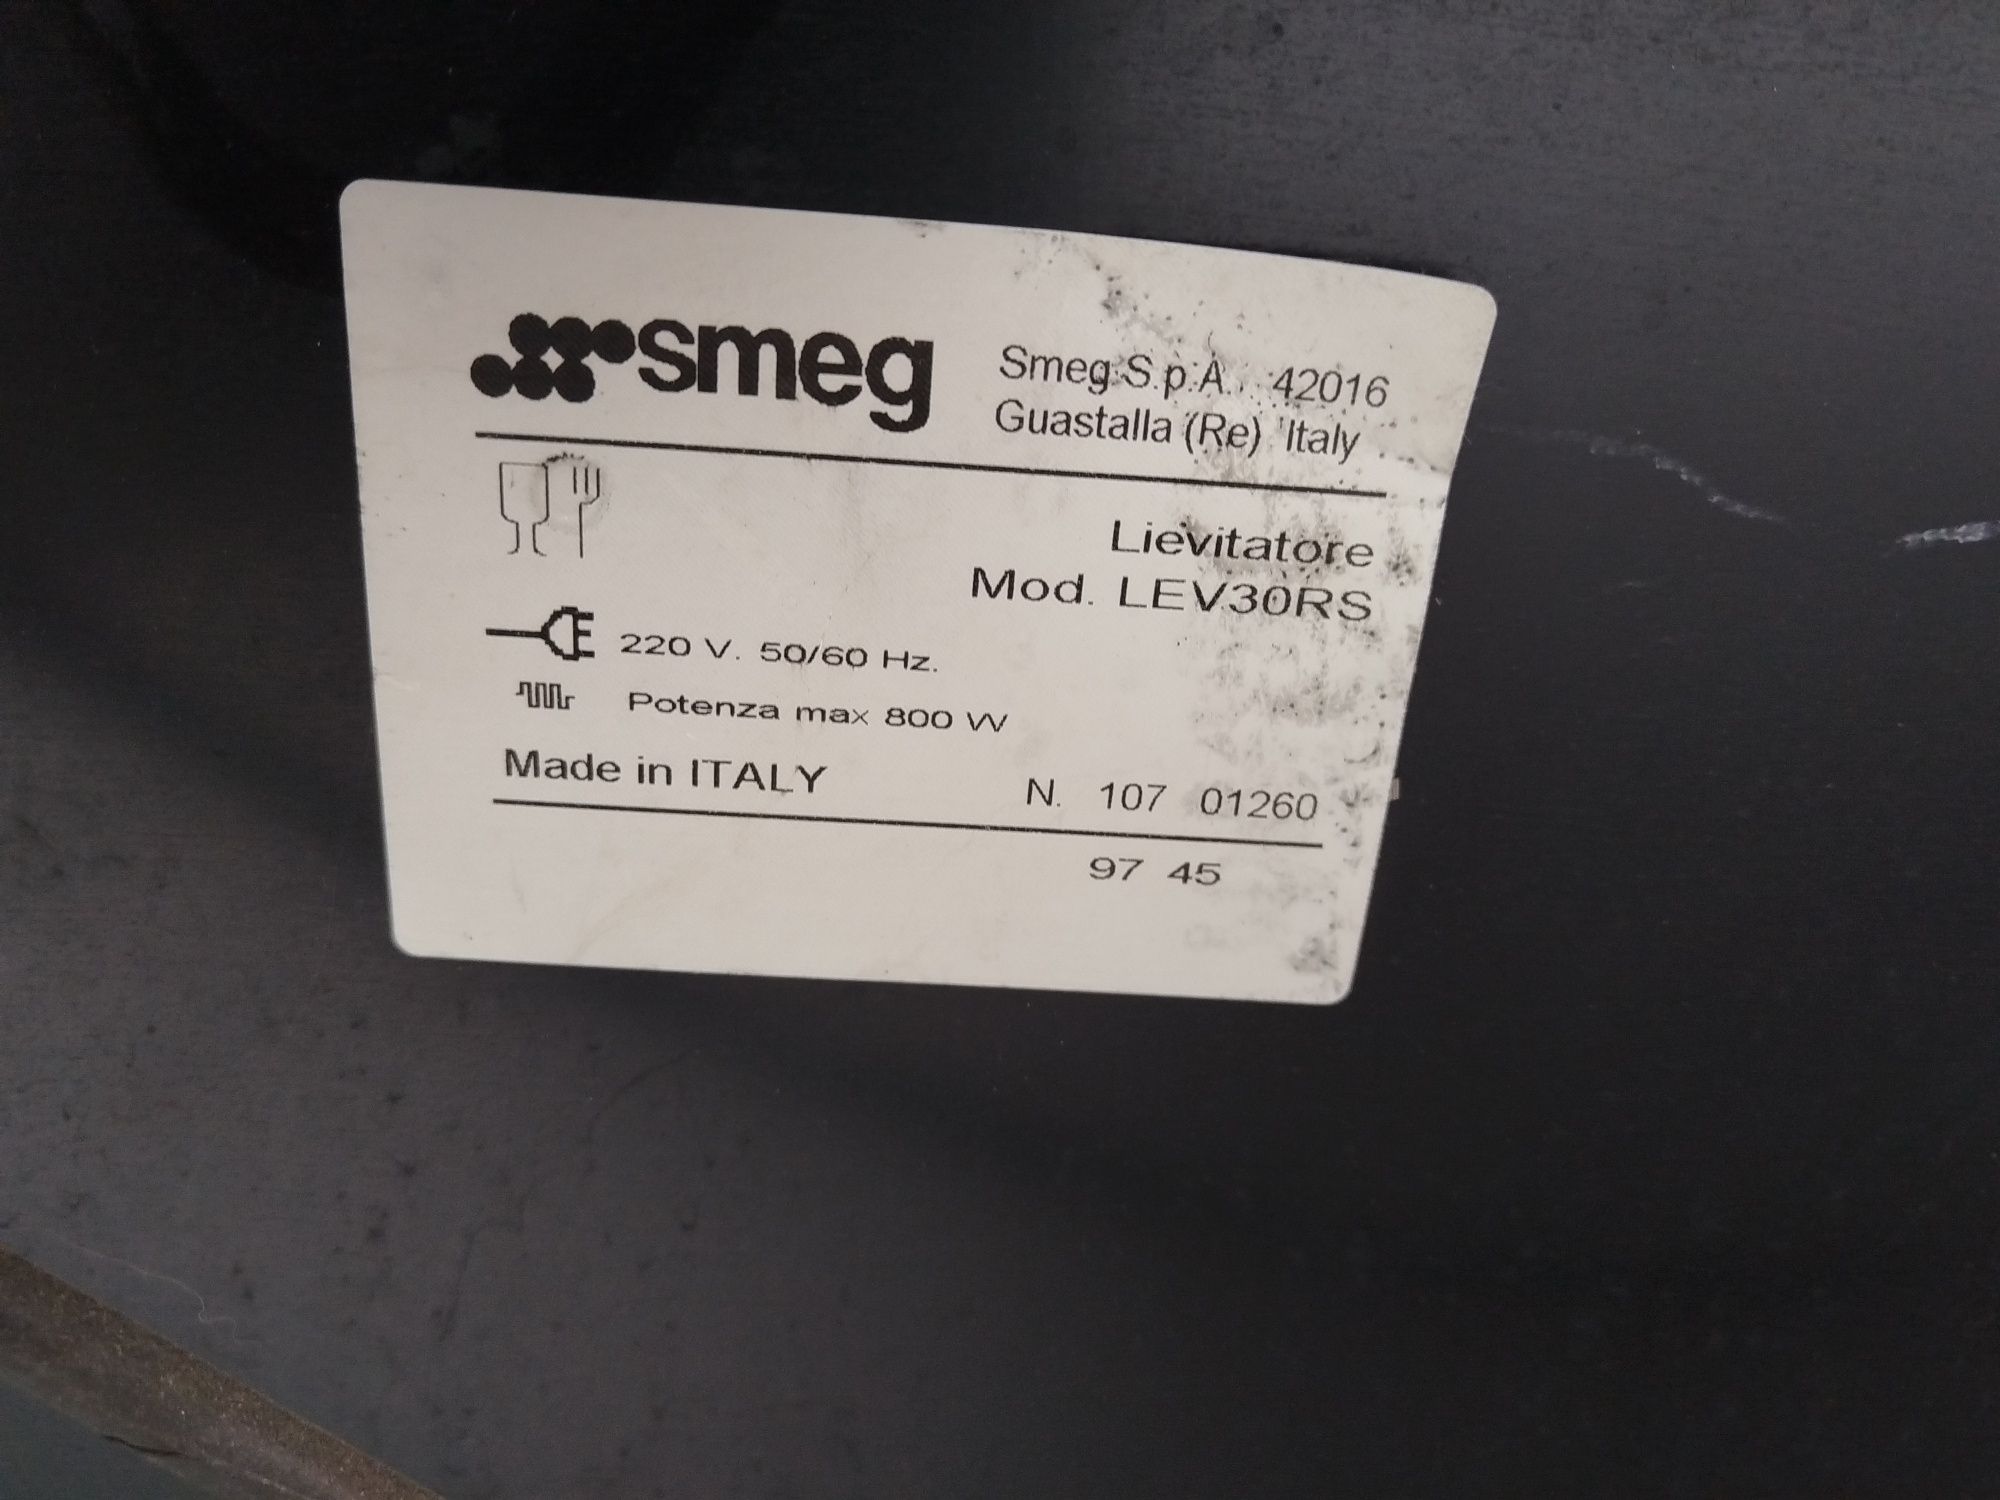 smeg
Smeg S.p.A. 42016
Guastalla (Re) Italy
Lievitatore
Mod. LEV30RS
220 V. 50/60 Hz.
Potenza max 800 W
Made in ITALY
N. 107 01260
97 45